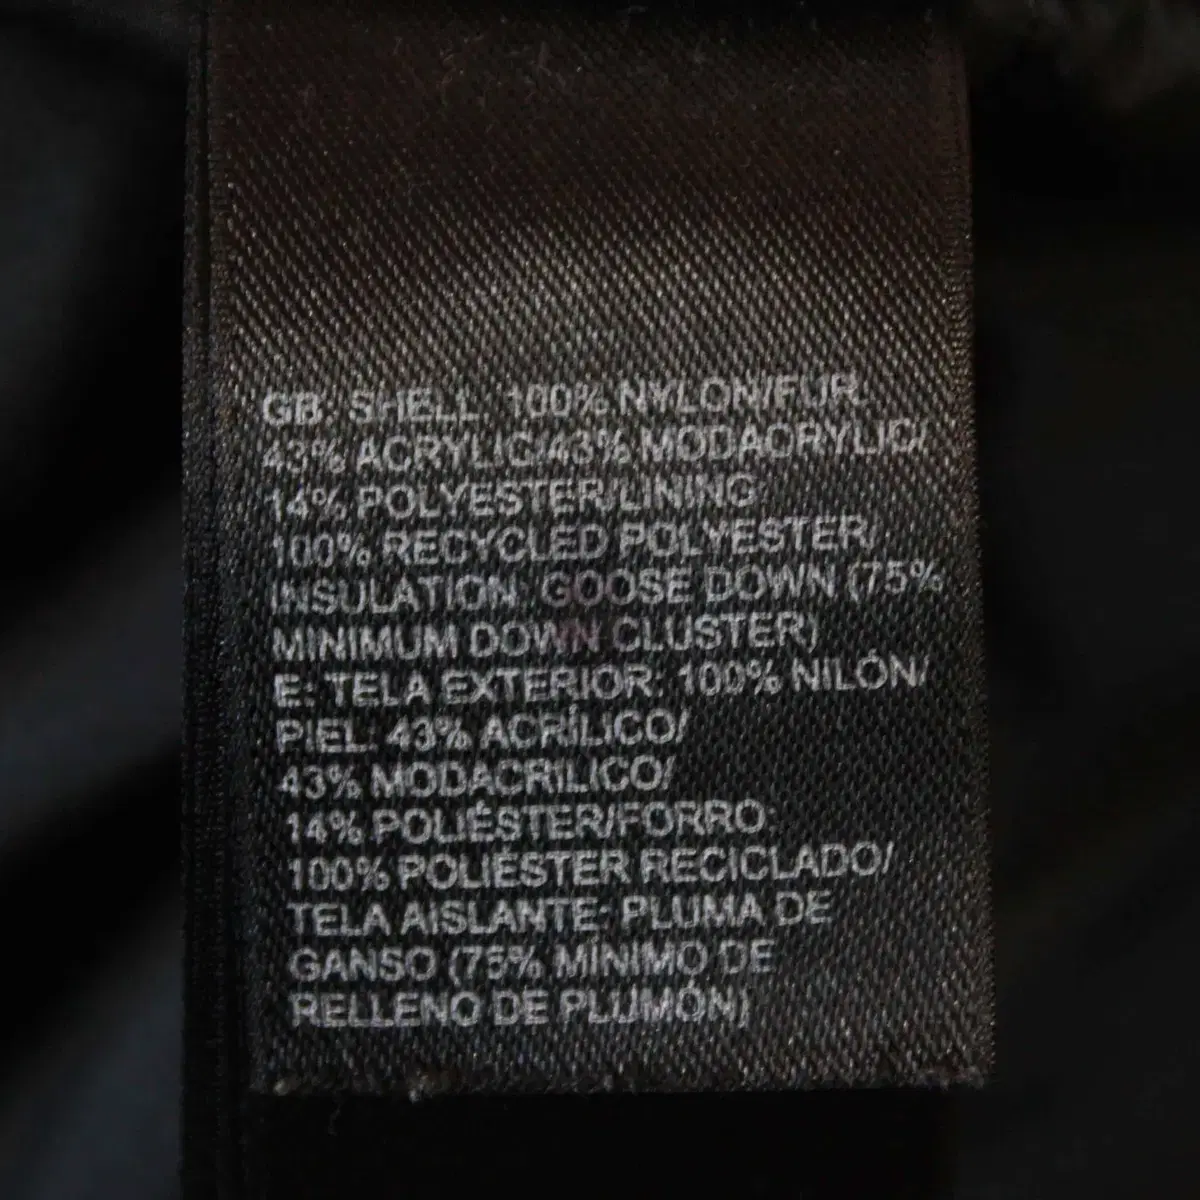 GB: SHELL: 100% NYLON/FUR:
43% ACRYLIC/43% MODACRYLIC/
14% POLYESTER/LINING:
100% RECYCLED POLYESTER/
INSULATION: GOOSE DOWN (75%
MINIMUM DOWN CLUSTER)
E: TELA EXTERIOR: 100% NILÓN/
PIEL: 43% ACRÍLICO/
43% MODACRILICO/
14% POLIÉSTER/FORRO:
100% POLIÉSTER RECICLADO/
TELA AISLANTE: PLUMA DE
GANSO (75% MÍNIMO DE
RELLENO DE PLUMÓN)